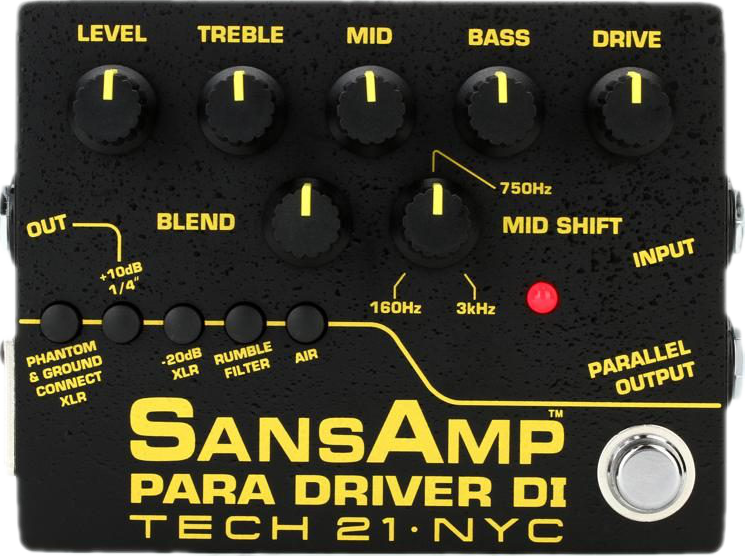 LEVEL
TREBLE
MID
BASS
DRIVE
750Hz
BLEND
MID SHIFT
OUT
+10dB
1/4"
160Hz
3kHz
INPUT
PHANTOM
& GROUND
CONNECT
XLR
-20dB
XLR
RUMBLE
FILTER
AIR
PARALLEL
OUTPUT
SANSAMP™
PARA DRIVER DI
TECH 21·NYC